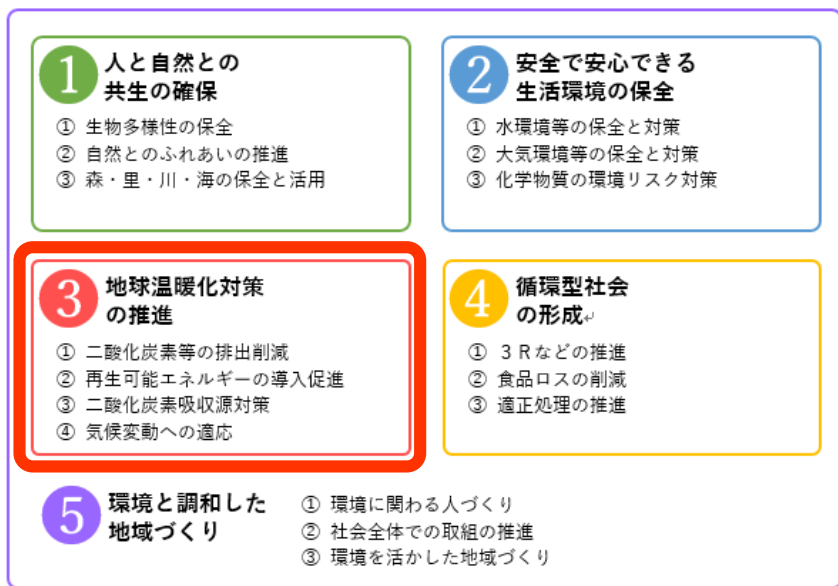 1 人と自然との
共生の確保
① 生物多様性の保全
② 自然とのふれあいの推進
③ 森・里・川・海の保全と活用
2 安全で安心できる
生活環境の保全
① 水環境等の保全と対策
② 大気環境等の保全と対策
③ 化学物質の環境リスク対策
3 地球温暖化対策
の推進
① 二酸化炭素等の排出削減
② 再生可能エネルギーの導入促進
③ 二酸化炭素吸収源対策
④ 気候変動への適応
4 循環型社会
の形成↵
① ３Ｒなどの推進
② 食品ロスの削減
③ 適正処理の推進
5 環境と調和した
地域づくり
① 環境に関わる人づくり
② 社会全体での取組の推進
③ 環境を活かした地域づくり